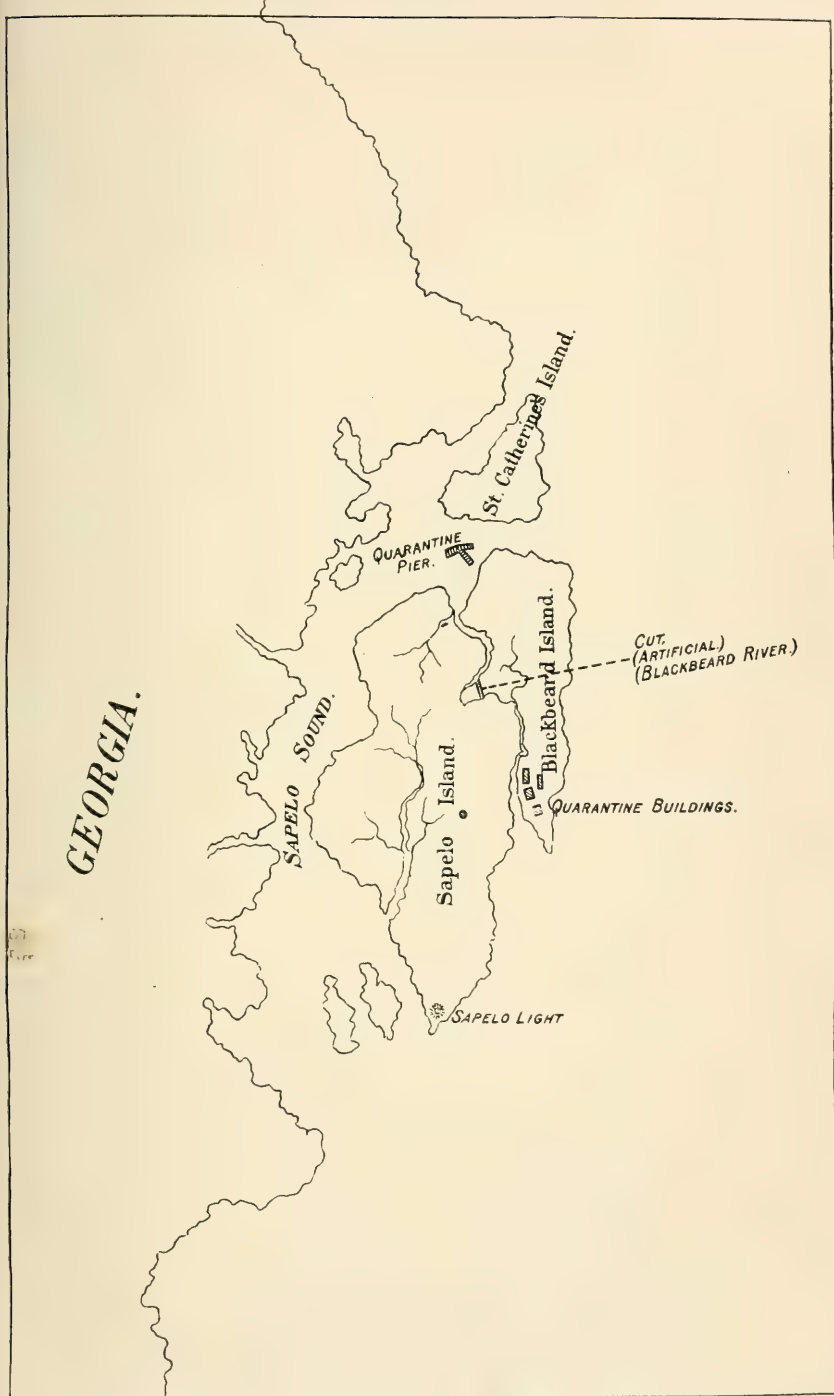 GEORGIA.
SAPELO SOUND.
QUARANTINE
PIER.
St. Catherines Island.
Sapelo Island.
Blackbeard Island.
CUT,
(ARTIFICIAL.)
(BLACKBEARD RIVER.)
QUARANTINE BUILDINGS.
SAPELO LIGHT